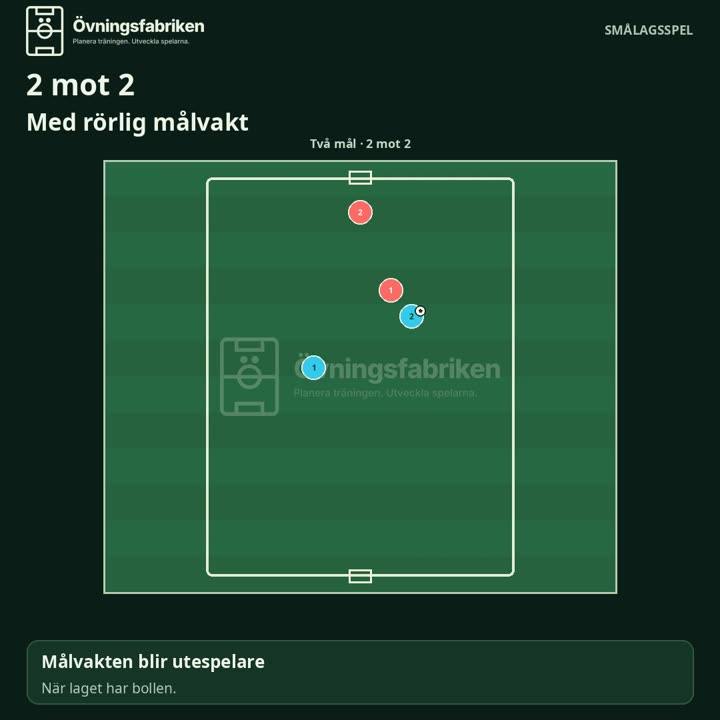 Övningsfabriken
Planera träningen. Utveckla spelarna.
SMÅLAGSSPEL
2 mot 2
Med rörlig målvakt
Två mål · 2 mot 2
2
1
2
1
Övningsfabriken
Planera träningen. Utveckla spelarna.
Målvakten blir utespelare
När laget har bollen.